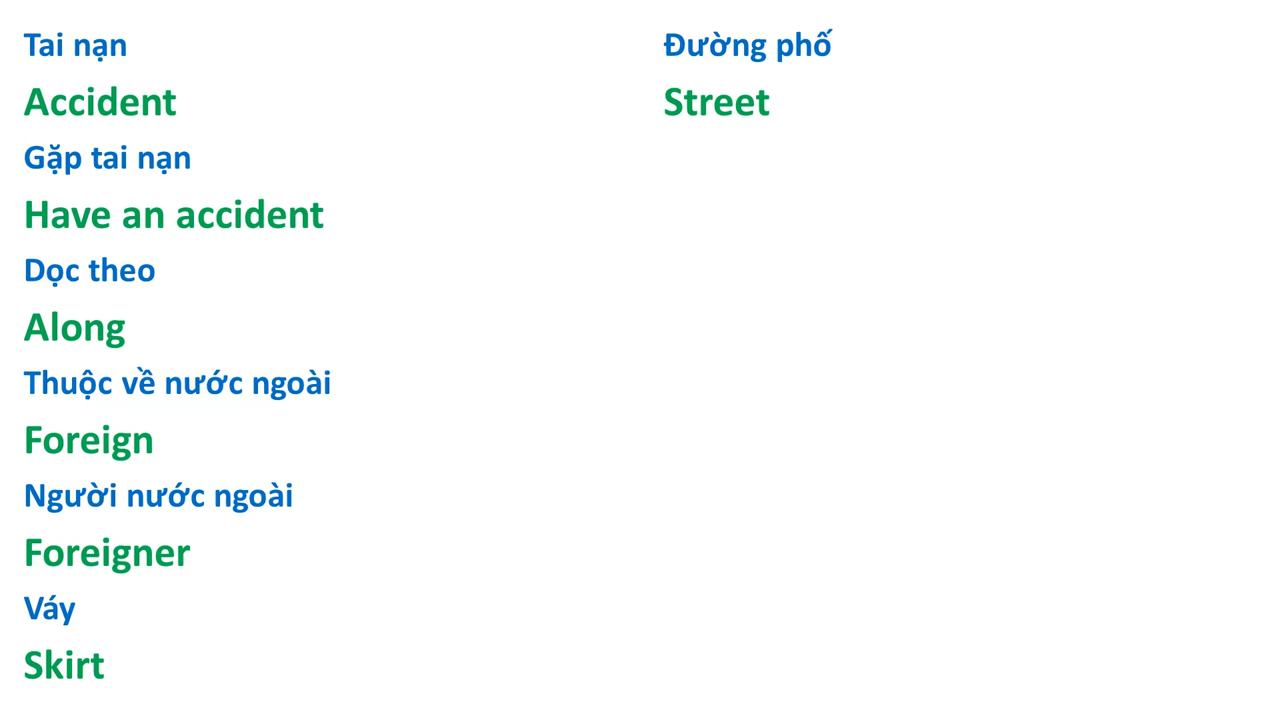 Tai nạn
Accident
Gặp tai nạn
Have an accident
Dọc theo
Along
Thuộc về nước ngoài
Foreign
Người nước ngoài
Foreigner
Váy
Skirt
Đường phố
Street